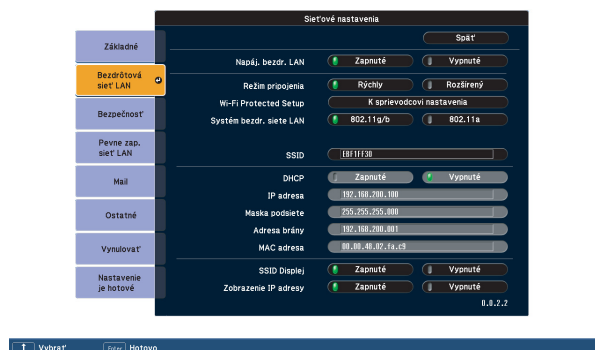 Sieťové nastavenia
Späť
Základné
Napáj. bezdr. LAN Zapnuté Vypnuté
Bezdrôtová
sieť LAN
Režim pripojenia Rýchly Rozšírený
Wi-Fi Protected Setup K sprievodcovi nastavenia
Bezpečnosť
Systém bezdr. siete LAN 802.11g/b 802.11a
Pevne zap.
sieť LAN
SSID EBF1FF30
Mail
DHCP Zapnuté Vypnuté
IP adresa 192.168.200.100
Ostatné
Maska podsiete 255.255.255.000
Adresa brány 192.168.200.001
Vynulovať
MAC adresa 00.00.48.02.fa.c9
Nastavenie
je hotové
SSID Displej Zapnuté Vypnuté
Zobrazenie IP adresy Zapnuté Vypnuté
0.0.2.2
Vybrať Enter Hotovo